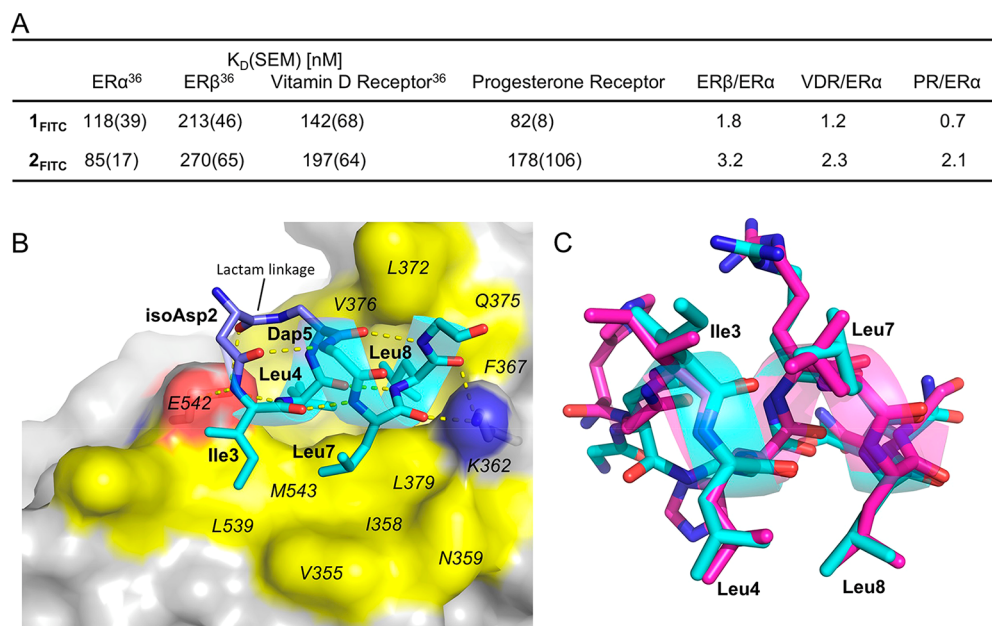 A
K_D(SEM) [nM]
ERα³⁶ ERβ³⁶ Vitamin D Receptor³⁶ Progesterone Receptor ERβ/ERα VDR/ERα PR/ERα
1_FITC 118(39) 213(46) 142(68) 82(8) 1.8 1.2 0.7
2_FITC 85(17) 270(65) 197(64) 178(106) 3.2 2.3 2.1
B
Lactam linkage
L372
isoAsp2
V376
Q375
Dap5
Leu8
Leu4
F367
E542
Ile3
Leu7
K362
M543
L379
L539
I358
N359
V355
C
Ile3
Leu7
Leu4
Leu8